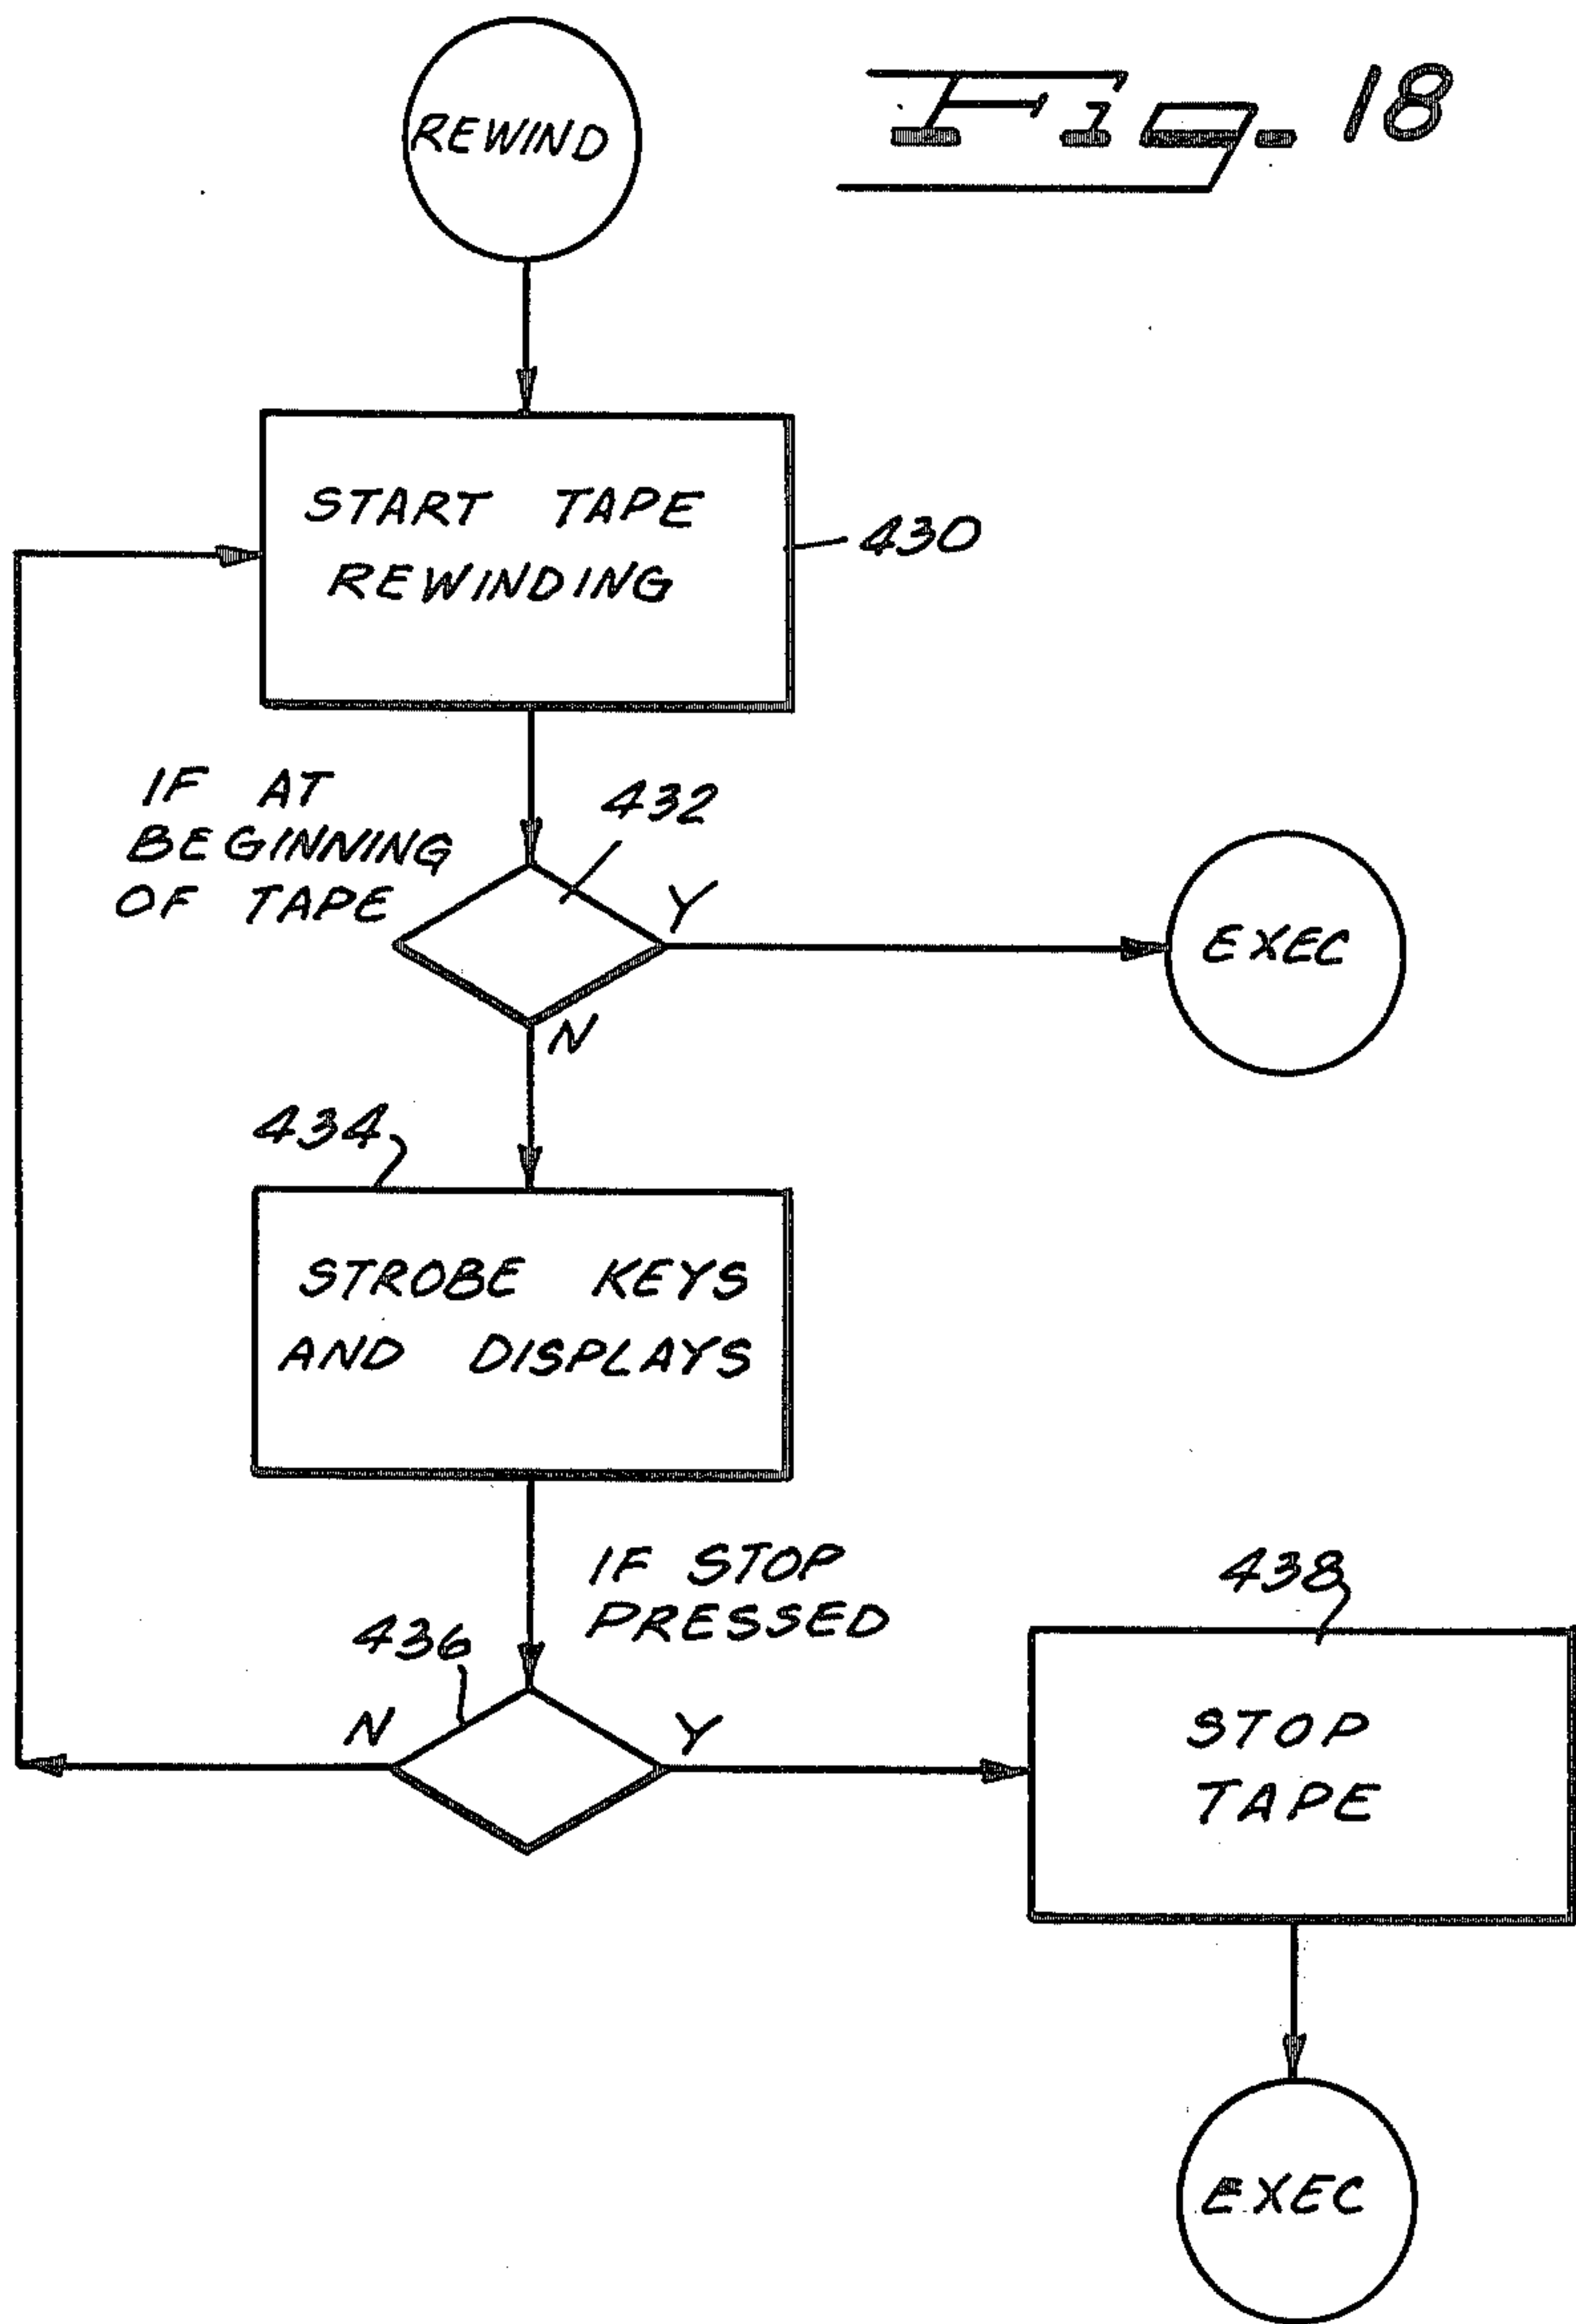 Fig. 18
REWIND
START TAPE
REWINDING
430
IF AT
BEGINNING
OF TAPE
432
Y
EXEC
N
434
STROBE KEYS
AND DISPLAYS
IF STOP
PRESSED
436
N
Y
438
STOP
TAPE
EXEC